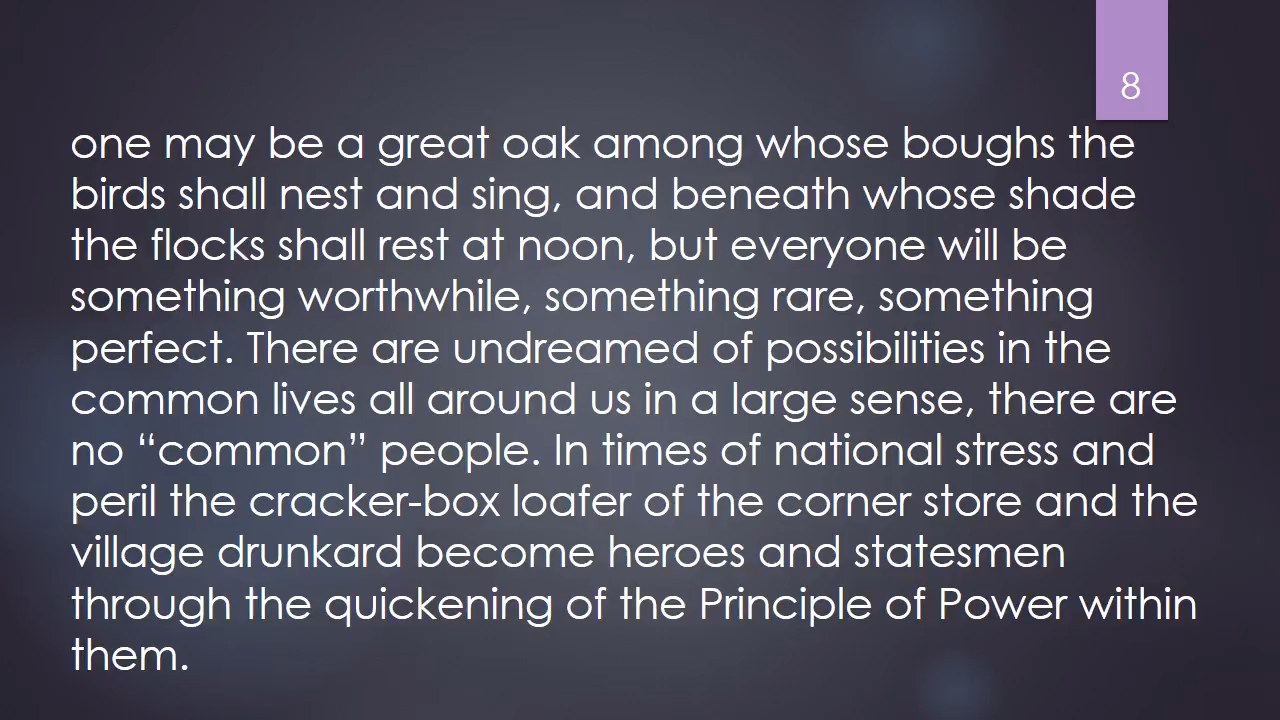 8
one may be a great oak among whose boughs the
birds shall nest and sing, and beneath whose shade
the flocks shall rest at noon, but everyone will be
something worthwhile, something rare, something
perfect. There are undreamed of possibilities in the
common lives all around us in a large sense, there are
no “common” people. In times of national stress and
peril the cracker-box loafer of the corner store and the
village drunkard become heroes and statesmen
through the quickening of the Principle of Power within
them.